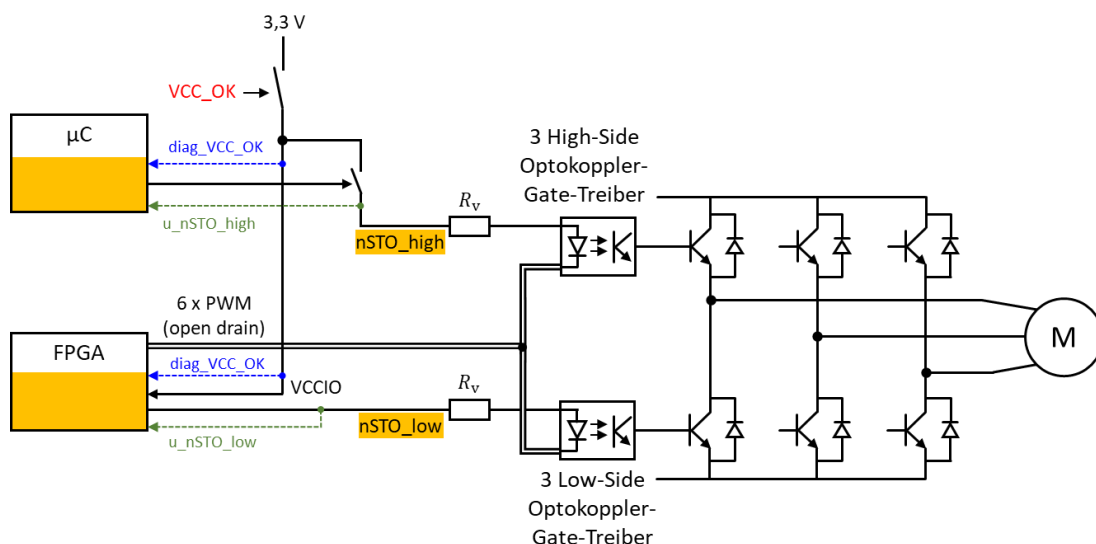 3,3 V
VCC_OK
µC
diag_VCC_OK
u_nSTO_high
nSTO_high
Rv
3 High-Side
Optokoppler-
Gate-Treiber
6 x PWM
(open drain)
FPGA
diag_VCC_OK
VCCIO
u_nSTO_low
nSTO_low
Rv
3 Low-Side
Optokoppler-
Gate-Treiber
M